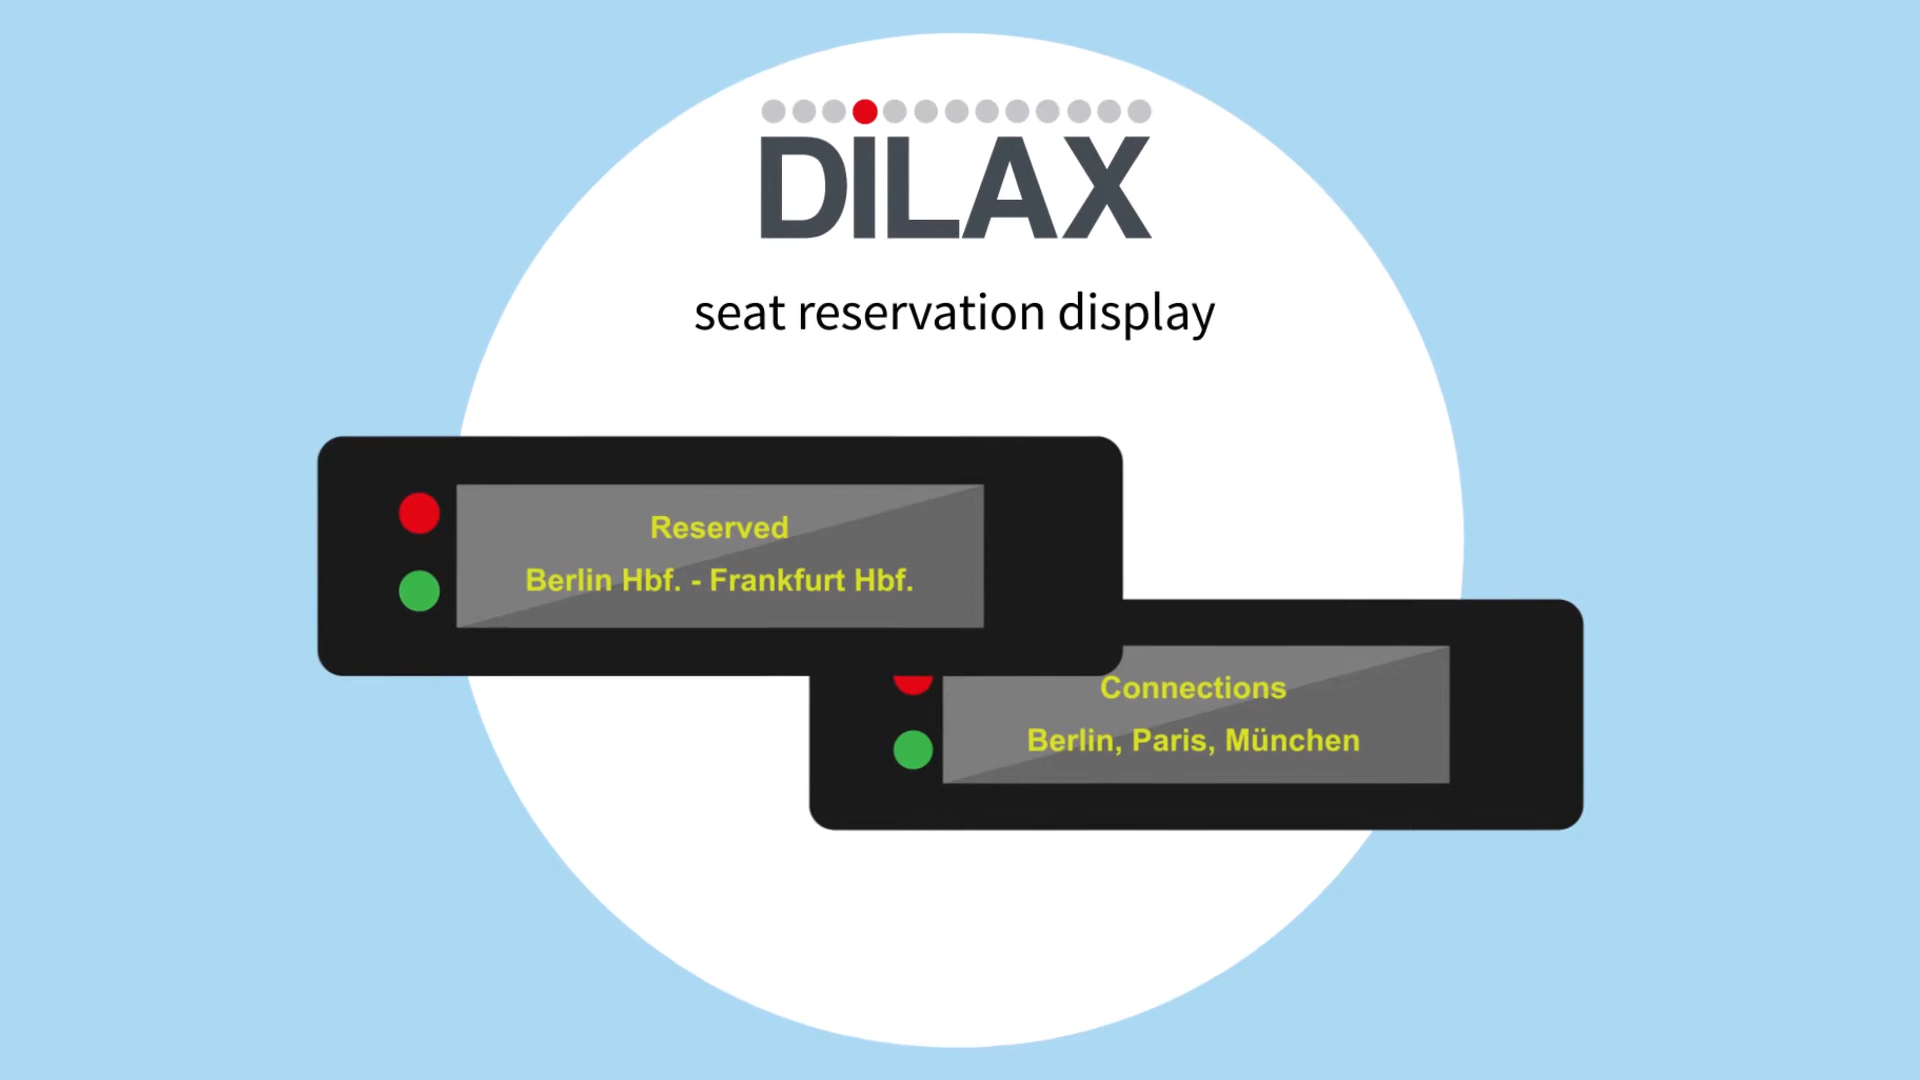 DiLAX
seat reservation display
Reserved
Berlin Hbf. - Frankfurt Hbf.
Connections
Berlin, Paris, München